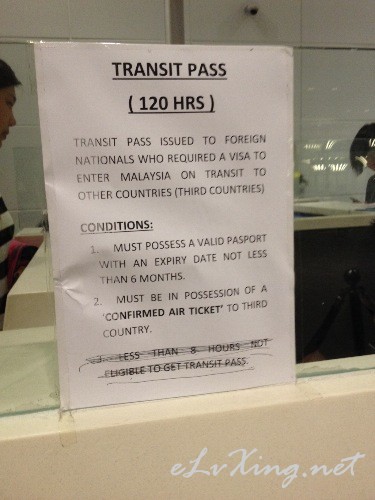 TRANSIT PASS
( 120 HRS )
TRANSIT PASS ISSUED TO FOREIGN
NATIONALS WHO REQUIRED A VISA TO
ENTER MALAYSIA ON TRANSIT TO
OTHER COUNTRIES (THIRD COUNTRIES)
CONDITIONS:
1. MUST POSSESS A VALID PASPORT
WITH AN EXPIRY DATE NOT LESS
THAN 6 MONTHS.
2. MUST BE IN POSSESSION OF A
'CONFIRMED AIR TICKET' TO THIRD
COUNTRY.
3. LESS THAN 8 HOURS NOT
ELIGIBLE TO GET TRANSIT PASS.
eLvXing.net